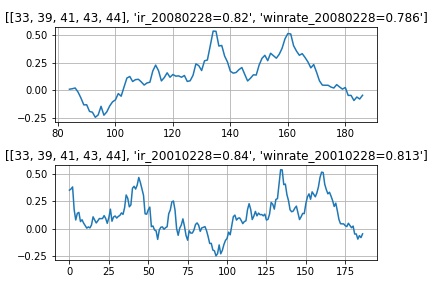 [[33, 39, 41, 43, 44], 'ir_20080228=0.82', 'winrate_20080228=0.786']
0.50
0.25
0.00
−0.25
80 100 120 140 160 180
[[33, 39, 41, 43, 44], 'ir_20010228=0.84', 'winrate_20010228=0.813']
0.50
0.25
0.00
−0.25
0 25 50 75 100 125 150 175